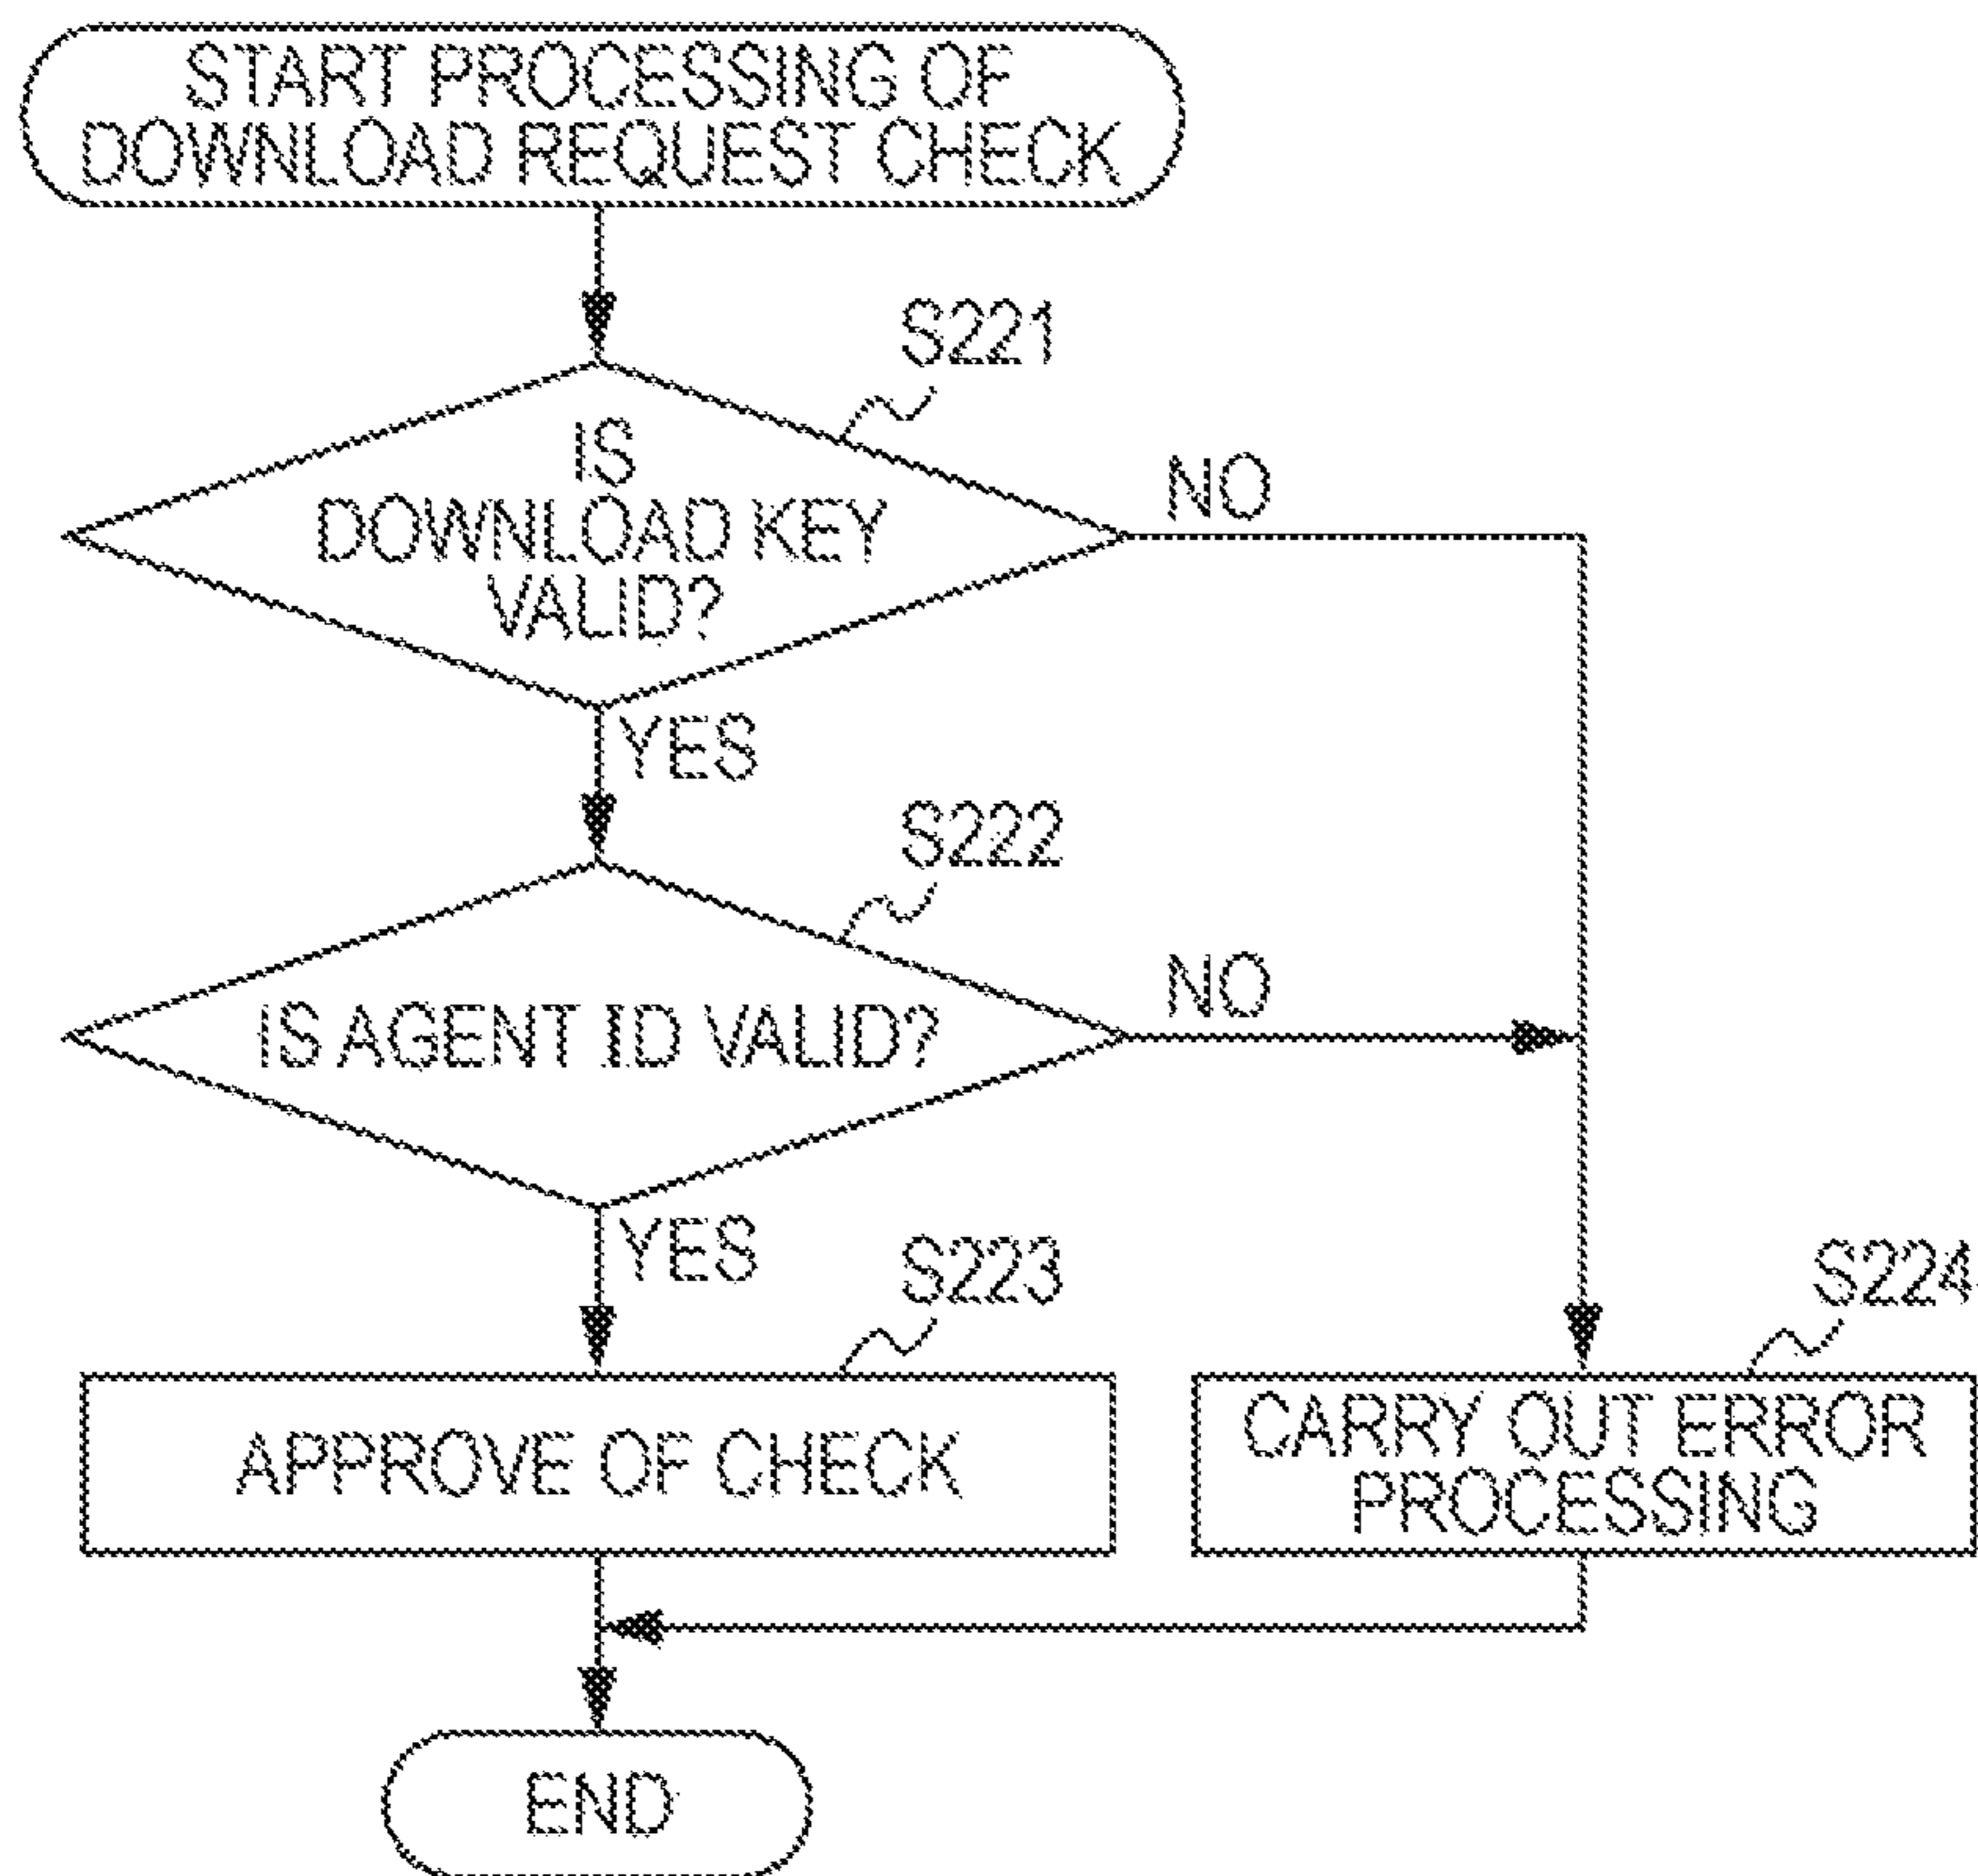 START PROCESSING OF
DOWNLOAD REQUEST CHECK
S221
IS
DOWNLOAD KEY
VALID?
NO
YES
S222
IS AGENT ID VALID?
NO
YES
S223
S224
APPROVE OF CHECK
CARRY OUT ERROR
PROCESSING
END